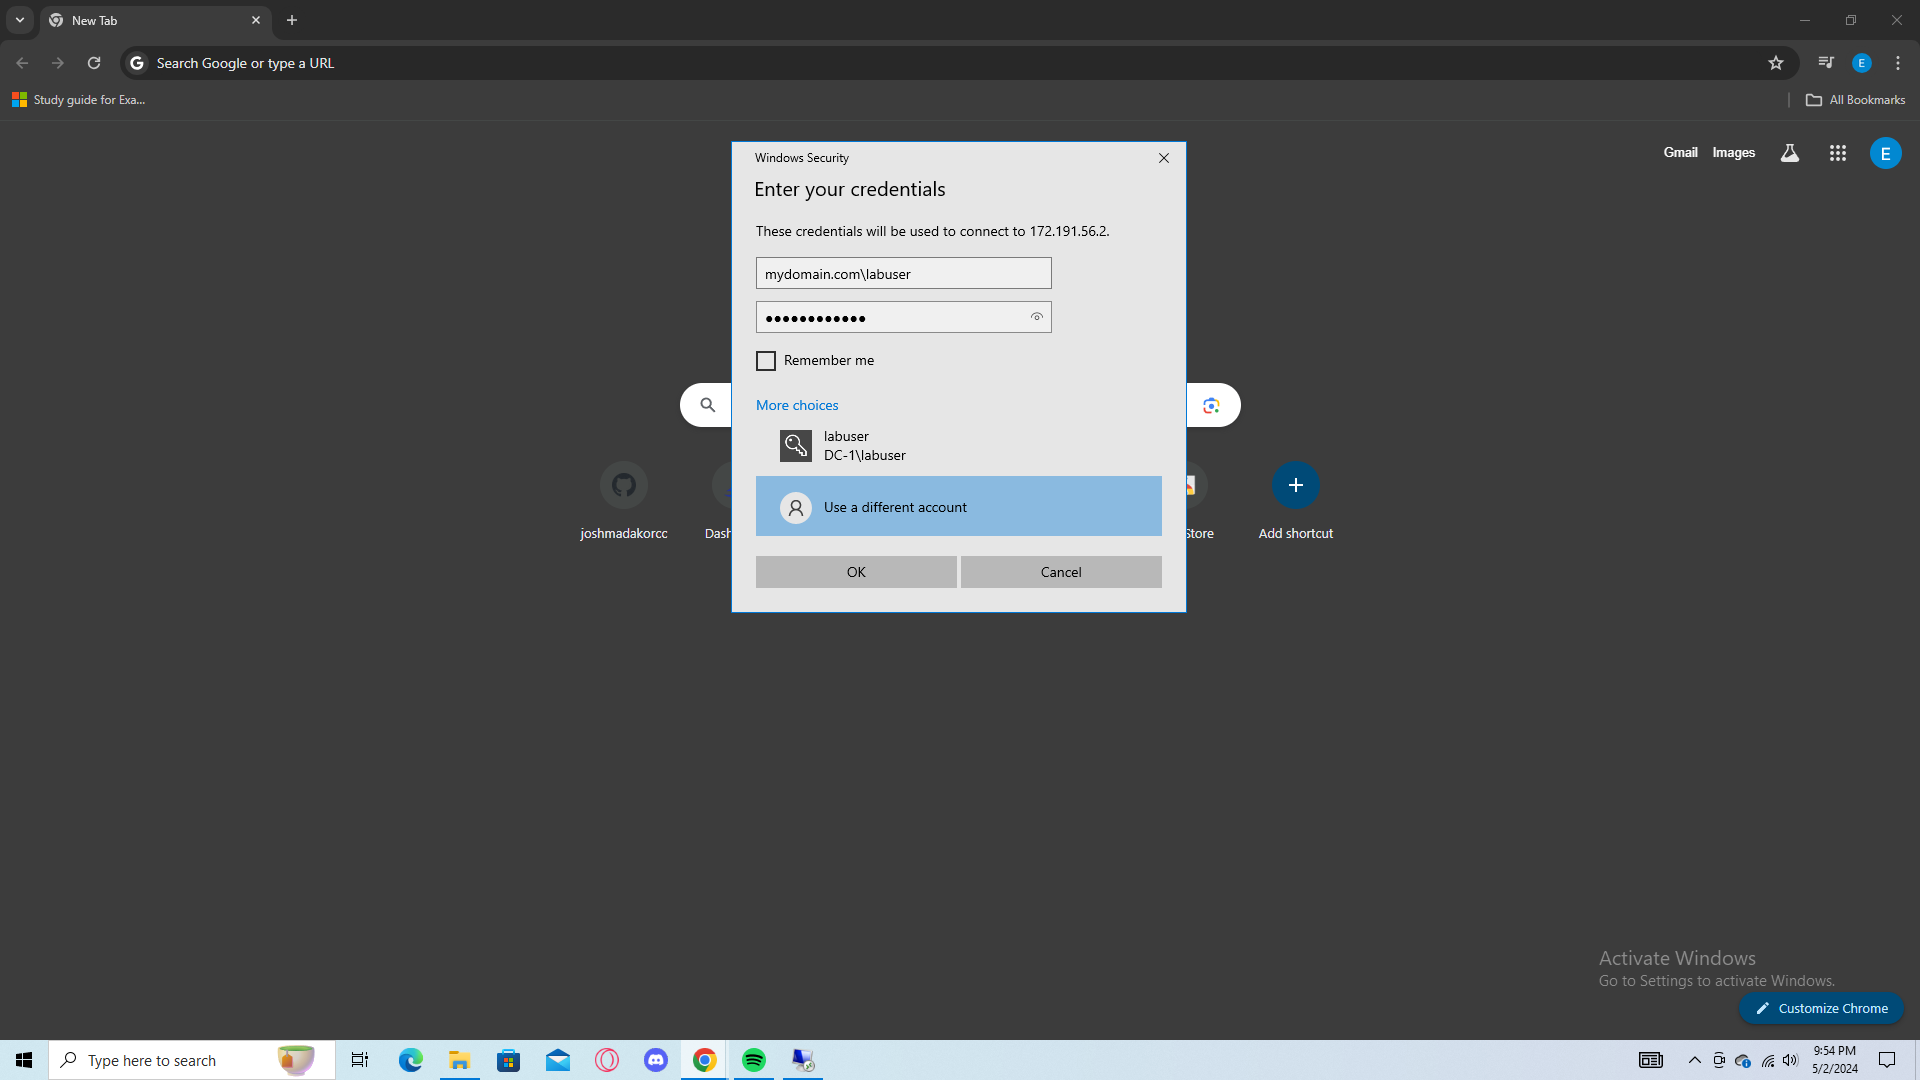 New Tab
Search Google or type a URL
E
Study guide for Exa...
All Bookmarks
Gmail
Images
E
Windows Security
Enter your credentials
These credentials will be used to connect to 172.191.56.2.
mydomain.com\labuser
Remember me
More choices
labuser
DC-1\labuser
Use a different account
OK
Cancel
joshmadakorcc
Dash
Store
Add shortcut
Activate Windows
Go to Settings to activate Windows.
Customize Chrome
Type here to search
9:54 PM
5/2/2024